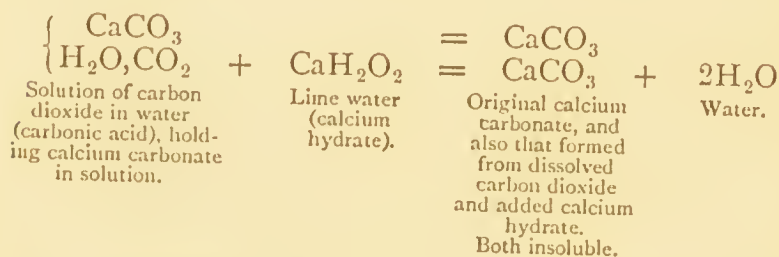 CaCO3 = CaCO3
H2O,CO2 + CaH2O2 = CaCO3 + 2H2O
Solution of carbon
dioxide in water
(carbonic acid), hold-
ing calcium carbonate
in solution.
Lime water
(calcium
hydrate).
Original calcium
carbonate, and
also that formed
from dissolved
carbon dioxide
and added calcium
hydrate.
Both insoluble.
Water.